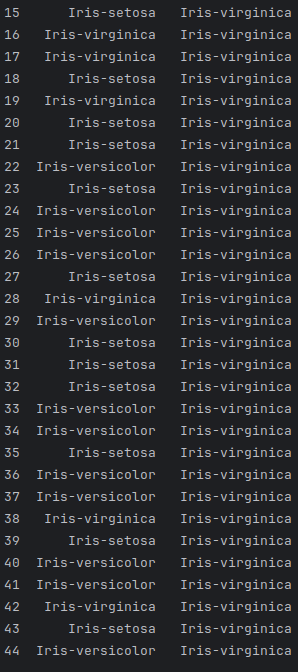 15 Iris-setosa Iris-virginica
16 Iris-virginica Iris-virginica
17 Iris-virginica Iris-virginica
18 Iris-setosa Iris-virginica
19 Iris-virginica Iris-virginica
20 Iris-setosa Iris-virginica
21 Iris-setosa Iris-virginica
22 Iris-versicolor Iris-virginica
23 Iris-setosa Iris-virginica
24 Iris-versicolor Iris-virginica
25 Iris-versicolor Iris-virginica
26 Iris-versicolor Iris-virginica
27 Iris-setosa Iris-virginica
28 Iris-virginica Iris-virginica
29 Iris-versicolor Iris-virginica
30 Iris-setosa Iris-virginica
31 Iris-setosa Iris-virginica
32 Iris-setosa Iris-virginica
33 Iris-versicolor Iris-virginica
34 Iris-versicolor Iris-virginica
35 Iris-setosa Iris-virginica
36 Iris-versicolor Iris-virginica
37 Iris-versicolor Iris-virginica
38 Iris-virginica Iris-virginica
39 Iris-setosa Iris-virginica
40 Iris-versicolor Iris-virginica
41 Iris-versicolor Iris-virginica
42 Iris-virginica Iris-virginica
43 Iris-setosa Iris-virginica
44 Iris-versicolor Iris-virginica